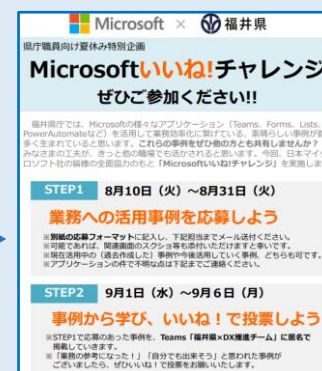 Microsoft × 福井県
県庁職員向け夏休み特別企画
Microsoftいいね!チャレンジ
ぜひご参加ください!!
福井県庁では、Microsoftの様々なアプリケーション（Teams、Forms、Lists、
PowerAutomateなど）を活用して業務効率化に繋げている、素晴らしい事例が
多く生まれていると思います。これらの事例をぜひ他の方とも共有しませんか？
みなさまの工夫が、きっと他の職場でも活かされると思います。今回、日本マイ
ロソフト社の皆様の全面協力のもと「Microsoftいいね!チャレンジ」を実施しま
STEP1 8月10日（火）～8月31日（火）
業務への活用事例を応募しよう
※別紙の応募フォーマットに記入し、下記担当までメール送付ください。
※可能であれば、関連画面のスクショ等も添付いただけますと幸いです。
※現在活用中の（過去作成した）事例や今後活用していく事例、どちらも可です。
※アプリケーションの件で不明な点は下記までご連絡ください。
STEP2 9月1日（水）～9月6日（月）
事例から学び、いいね！で投票しよう
※STEP1で応募のあった事例を、Teams「福井県×DX推進チーム」に匿名で
掲載していきます。
※「業務の参考になった！」「自分でも出来そう」と思われた事例が
ございましたら、ぜひいいね！で投票をお願いいたします。